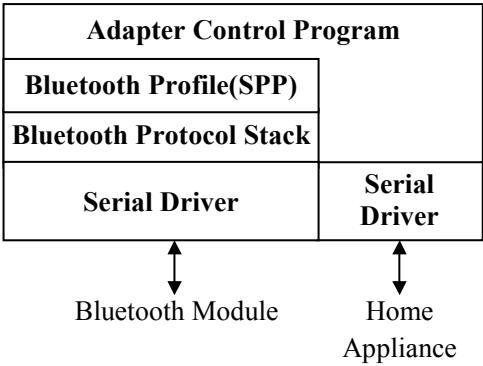 Adapter Control Program
Bluetooth Profile(SPP)
Bluetooth Protocol Stack
Serial Driver
Serial
Driver
Bluetooth Module
Home
Appliance